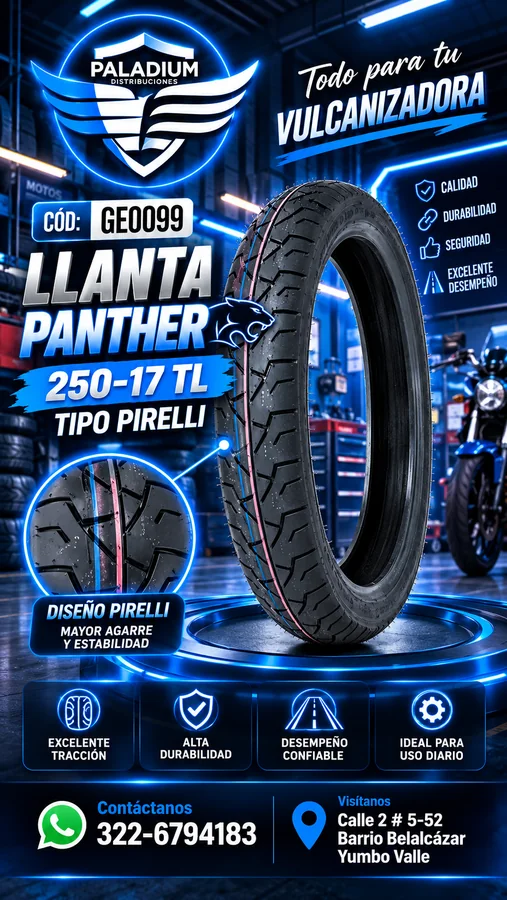 PALADIUM
DISTRIBUCIONES
Todo para tu
VULCANIZADORA
MOTOS
CALIDAD
DURABILIDAD
SEGURIDAD
EXCELENTE
DESEMPEÑO
CÓD: GE0099
LLANTA
PANTHER
250-17 TL
TIPO PIRELLI
DISEÑO PIRELLI
MAYOR AGARRE
Y ESTABILIDAD
EXCELENTE
TRACCIÓN
ALTA
DURABILIDAD
DESEMPEÑO
CONFIABLE
IDEAL PARA
USO DIARIO
Contáctanos
322-6794183
Visítanos
Calle 2 # 5-52
Barrio Belalcázar
Yumbo Valle